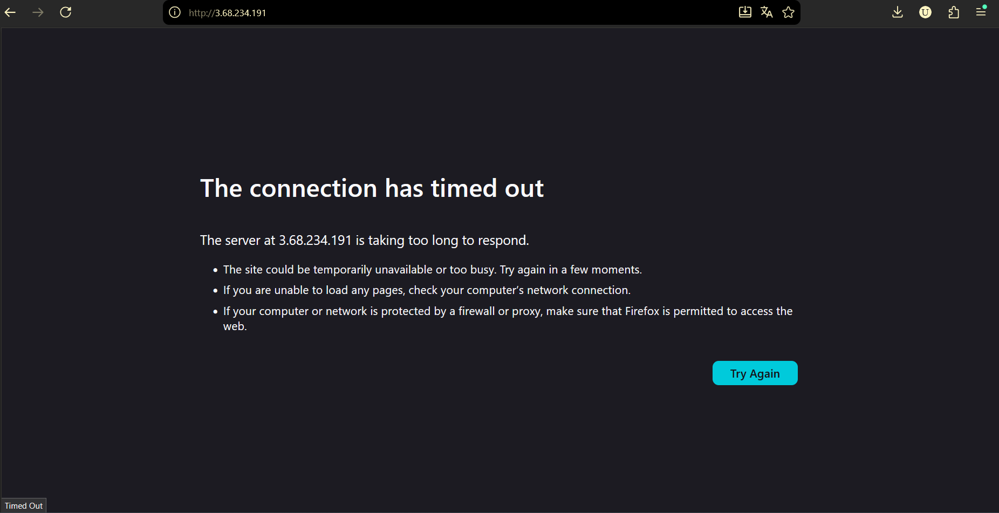 http://3.68.234.191
U
The connection has timed out
The server at 3.68.234.191 is taking too long to respond.
• The site could be temporarily unavailable or too busy. Try again in a few moments.
• If you are unable to load any pages, check your computer’s network connection.
• If your computer or network is protected by a firewall or proxy, make sure that Firefox is permitted to access the
web.
Try Again
Timed Out